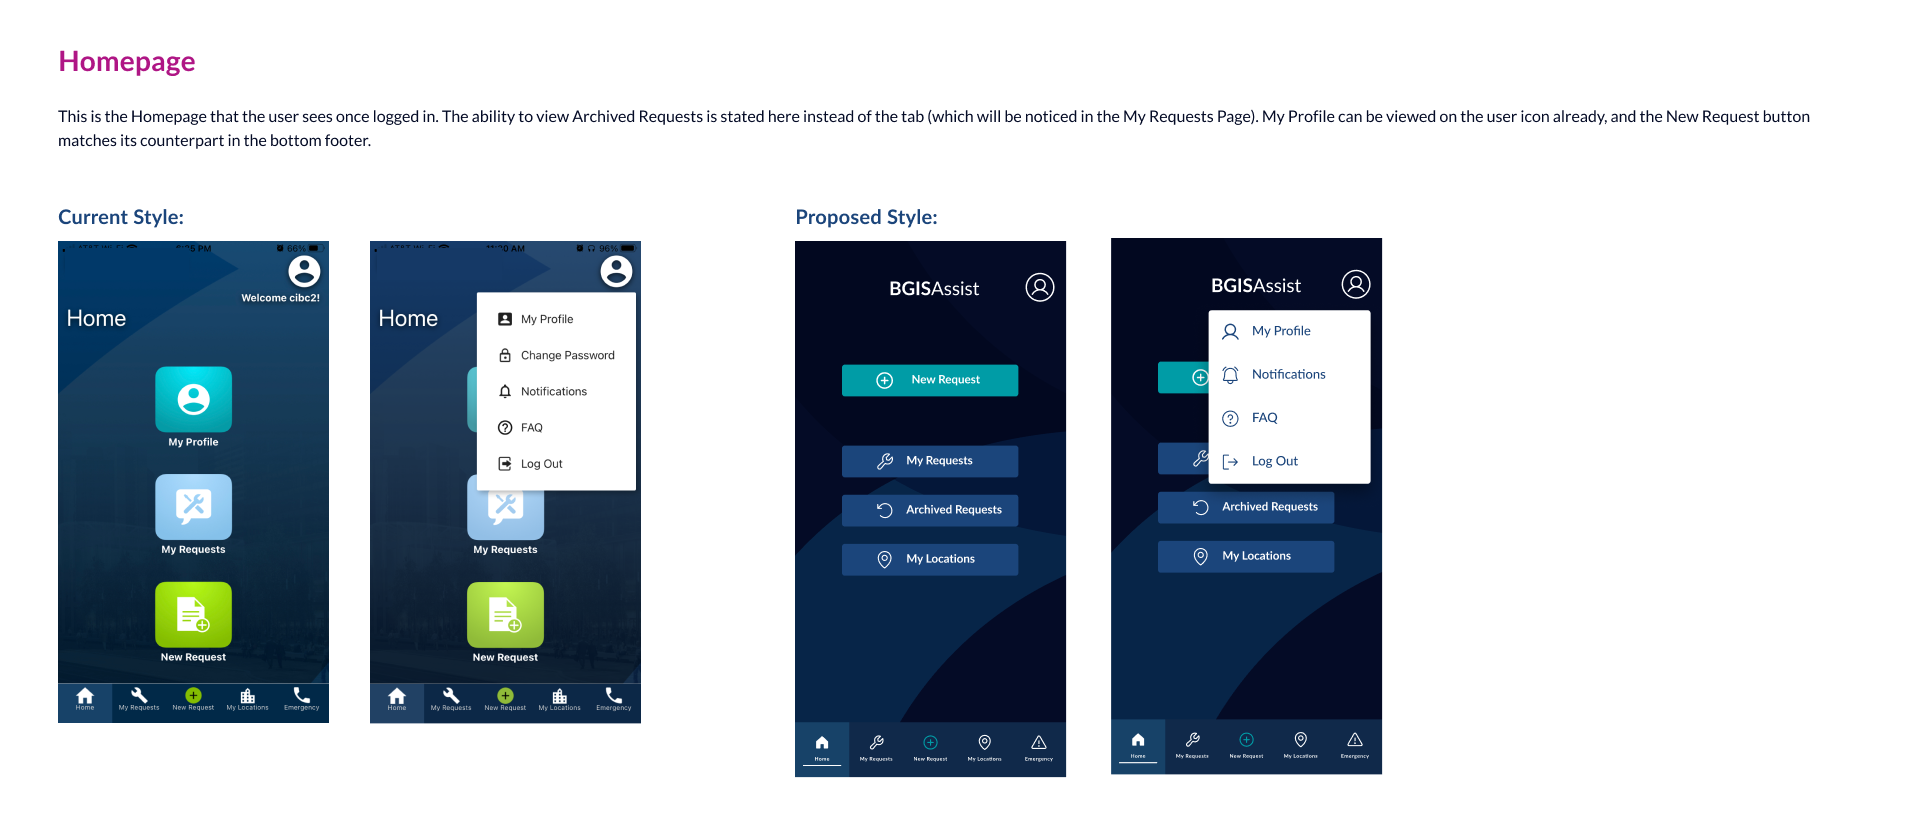 Homepage
This is the Homepage that the user sees once logged in. The ability to view Archived Requests is stated here instead of the tab (which will be noticed in the My Requests Page). My Profile can be viewed on the user icon already, and the New Request button
matches its counterpart in the bottom footer.
Current Style:
66%
Welcome cibc2!
Home
My Profile
My Requests
New Request
Home
My Requests
New Request
My Locations
Emergency
96%
Home
My Profile
Change Password
Notifications
FAQ
Log Out
My Requests
New Request
Home
My Requests
New Request
My Locations
Emergency
Proposed Style:
BGISAssist
New Request
My Requests
Archived Requests
My Locations
Home
My Requests
New Request
My Locations
Emergency
BGISAssist
My Profile
Notifications
FAQ
Log Out
Archived Requests
My Locations
Home
My Requests
New Request
My Locations
Emergency